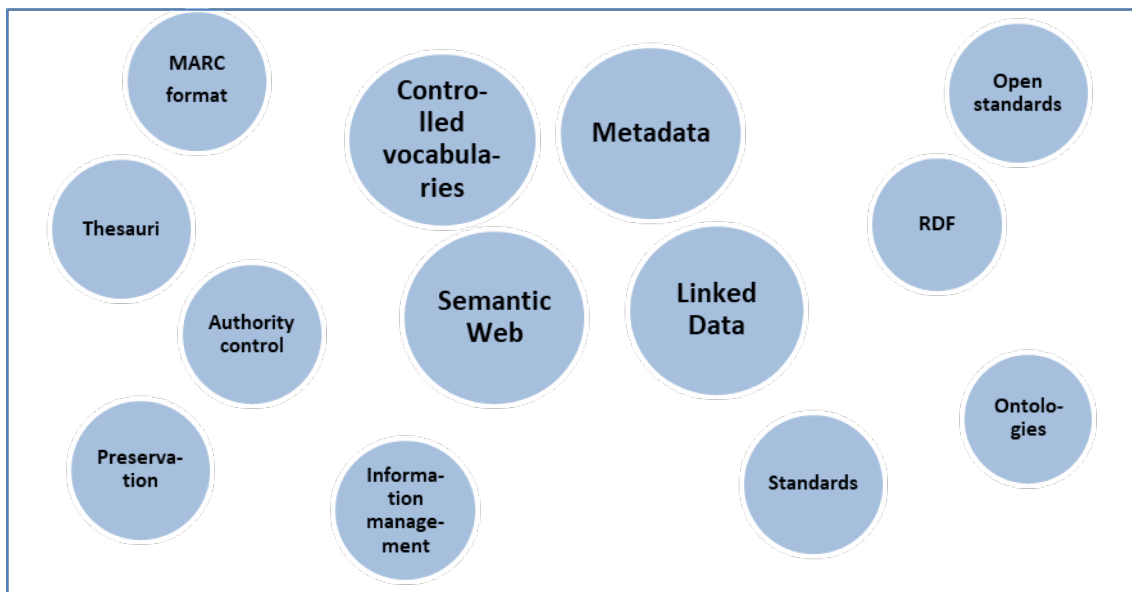 MARC
format
Contro-
lled
vocabula-
ries
Metadata
Open
standards
Thesauri
RDF
Authority
control
Semantic
Web
Linked
Data
Preserva-
tion
Informa-
tion
manage-
ment
Standards
Ontolo-
gies